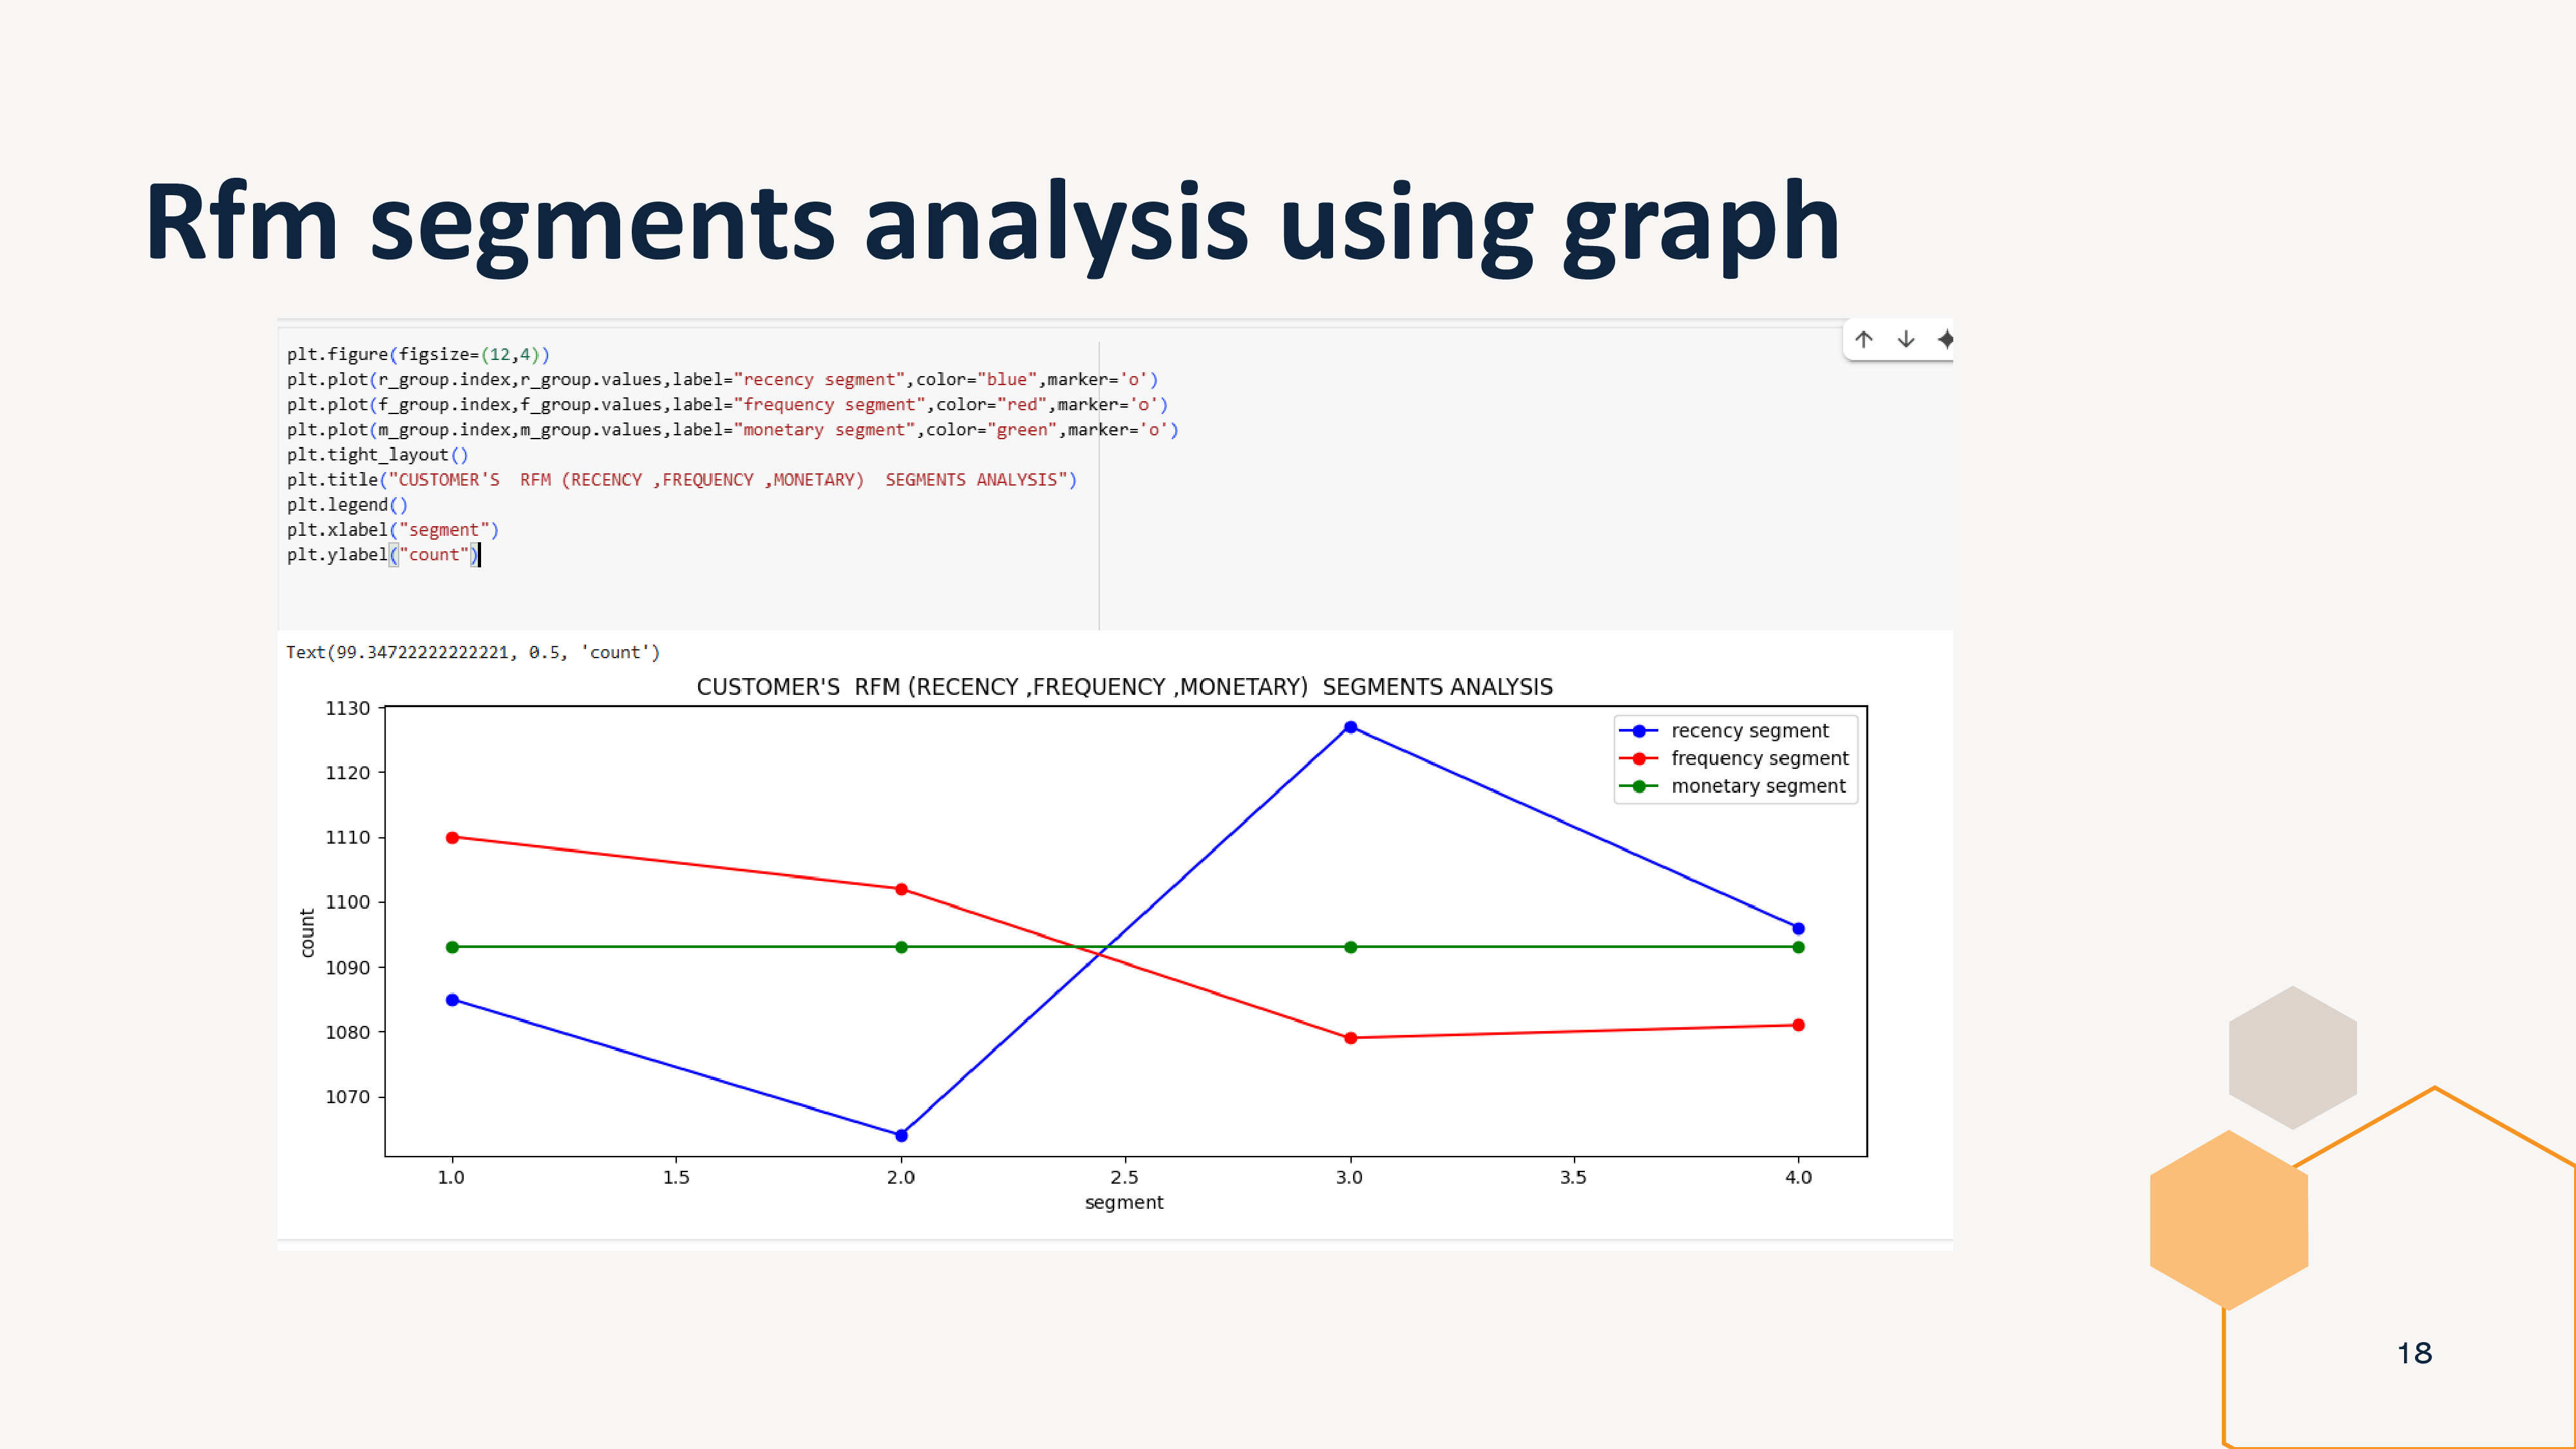 Rfm segments analysis using graph
plt.figure(figsize=(12,4))
plt.plot(r_group.index,r_group.values,label="recency segment",color="blue",marker='o')
plt.plot(f_group.index,f_group.values,label="frequency segment",color="red",marker='o')
plt.plot(m_group.index,m_group.values,label="monetary segment",color="green",marker='o')
plt.tight_layout()
plt.title("CUSTOMER'S  RFM (RECENCY ,FREQUENCY ,MONETARY)  SEGMENTS ANALYSIS")
plt.legend()
plt.xlabel("segment")
plt.ylabel("count")
Text(99.34722222222221, 0.5, 'count')
CUSTOMER'S  RFM (RECENCY ,FREQUENCY ,MONETARY)  SEGMENTS ANALYSIS
recency segment
frequency segment
monetary segment
count
1130
1120
1110
1100
1090
1080
1070
1.0 1.5 2.0 2.5 3.0 3.5 4.0
segment
18